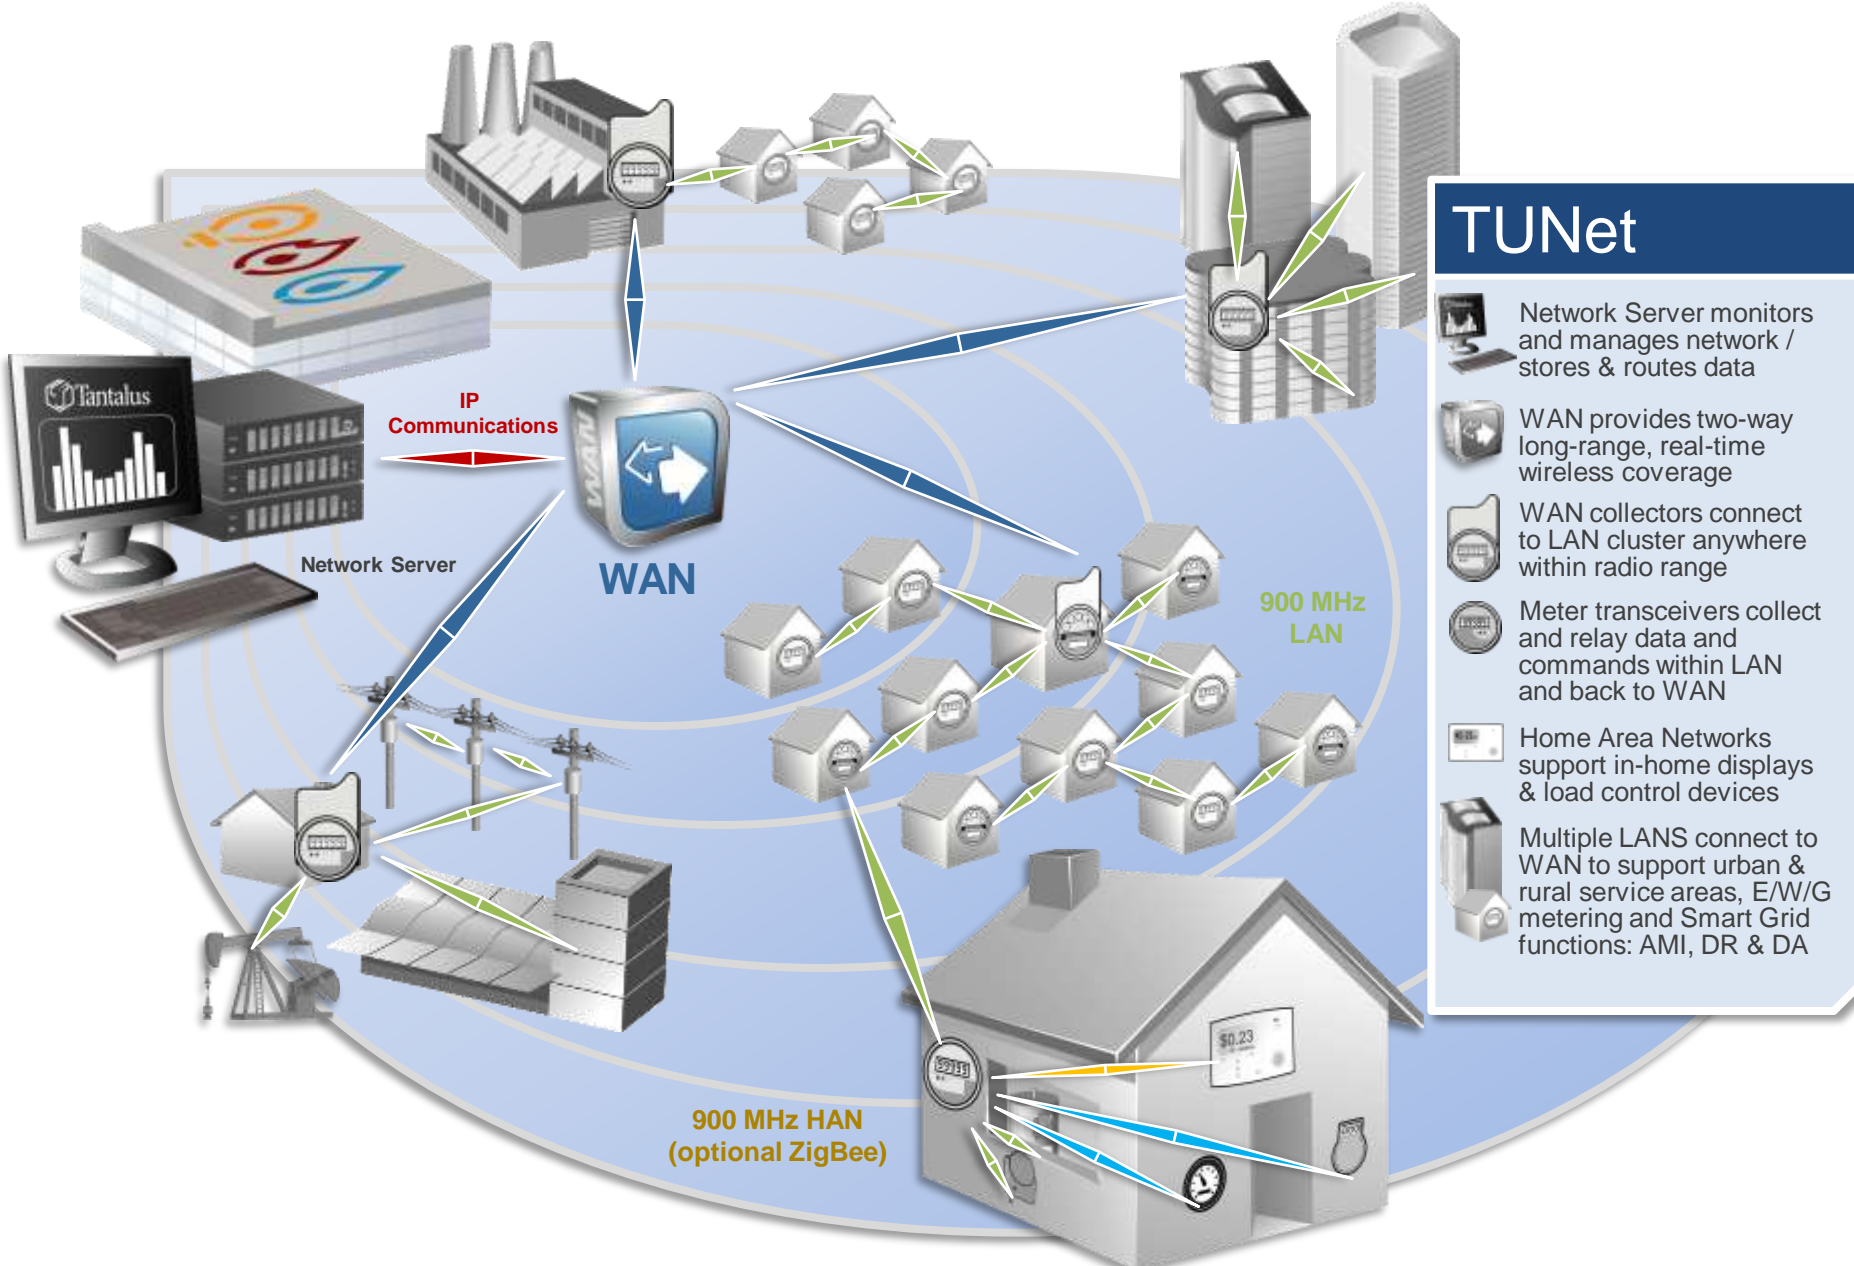 TUNet
Network Server monitors
and manages network /
stores & routes data
WAN provides two-way
long-range, real-time
wireless coverage
WAN collectors connect
to LAN cluster anywhere
within radio range
Meter transceivers collect
and relay data and
commands within LAN
and back to WAN
Home Area Networks
support in-home displays
& load control devices
Multiple LANS connect to
WAN to support urban &
rural service areas, E/W/G
metering and Smart Grid
functions: AMI, DR & DA
Tantalus
IP
Communications
WAN
WAN
Network Server
900 MHz
LAN
$0.23
900 MHz HAN
(optional ZigBee)